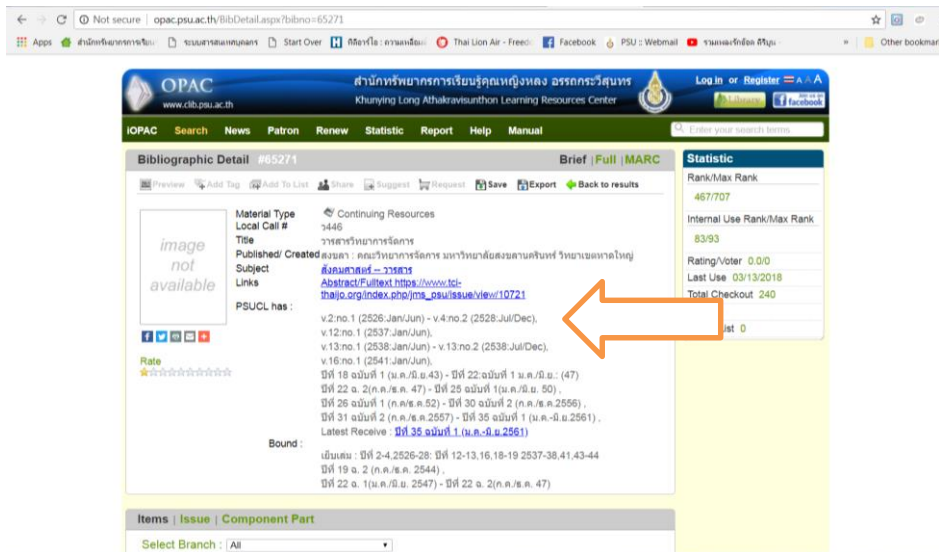 Not secure | opac.psu.ac.th/BibDetail.aspx?bibno=65271
Apps
Start Over
Thai Lion Air - Freed
Facebook
PSU :: Webmail
» Other bookmar
OPAC
www.clib.psu.ac.th
สำนักทรัพยากรการเรียนรู้คุณหญิงหลง อรรถกระวีสุนทร
Khunying Long Athakravisunthon Learning Resources Center
Log in or Register A A A
Library facebook
iOPAC Search News Patron Renew Statistic Report Help Manual
Enter your search terms
Bibliographic Detail #65271
Brief | Full | MARC
Preview Add Tag Add To List Share Suggest Request Save Export Back to results
image
not
available
Material Type Continuing Resources
Local Call # ว446
Title วารสารวิทยาการจัดการ
Published/ Created สงขลา : คณะวิทยาการจัดการ มหาวิทยาลัยสงขลานครินทร์ วิทยาเขตหาดใหญ่
Subject สังคมศาสตร์ -- วารสาร
Links Abstract/Fulltext https://www.tci-
thaijo.org/index.php/jms_psu/issue/view/10721
PSUCL has :
v.2:no.1 (2526:Jan/Jun) - v.4:no.2 (2528:Jul/Dec),
v.12:no.1 (2537:Jan/Jun),
v.13:no.1 (2538:Jan/Jun) - v.13:no.2 (2538:Jul/Dec),
v.16:no.1 (2541:Jan/Jun),
ปีที่ 18 ฉบับที่ 1 (ม.ค./มิ.ย.43) - ปีที่ 22:ฉบับที่ 1 ม.ค./มิ.ย.: (47)
ปีที่ 22 ฉ. 2(ก.ค./ธ.ค. 47) - ปีที่ 25 ฉบับที่ 1(ม.ค./มิ.ย. 50) ,
ปีที่ 26 ฉบับที่ 1 (ก.ค/ธ.ค.52) - ปีที่ 30 ฉบับที่ 2 (ก.ค./ธ.ค.2556) ,
ปีที่ 31 ฉบับที่ 2 (ก.ค./ธ.ค.2557) - ปีที่ 35 ฉบับที่ 1 (ม.ค.-มิ.ย.2561) ,
Latest Receive : ปีที่ 35 ฉบับที่ 1 (ม.ค.-มิ.ย.2561)
Rate
Bound :
เย็บเล่ม : ปีที่ 2-4,2526-28: ปีที่ 12-13,16,18-19 2537-38,41,43-44
ปีที่ 19 ฉ. 2 (ก.ค./ธ.ค. 2544) ,
ปีที่ 22 ฉ. 1(ม.ค./มิ.ย. 2547) - ปีที่ 22 ฉ. 2(ก.ค./ธ.ค. 47)
Statistic
Rank/Max Rank
467/707
Internal Use Rank/Max Rank
83/93
Rating/Voter 0.0/0
Last Use 03/13/2018
Total Checkout 240
ist 0
Items | Issue | Component Part
Select Branch : All